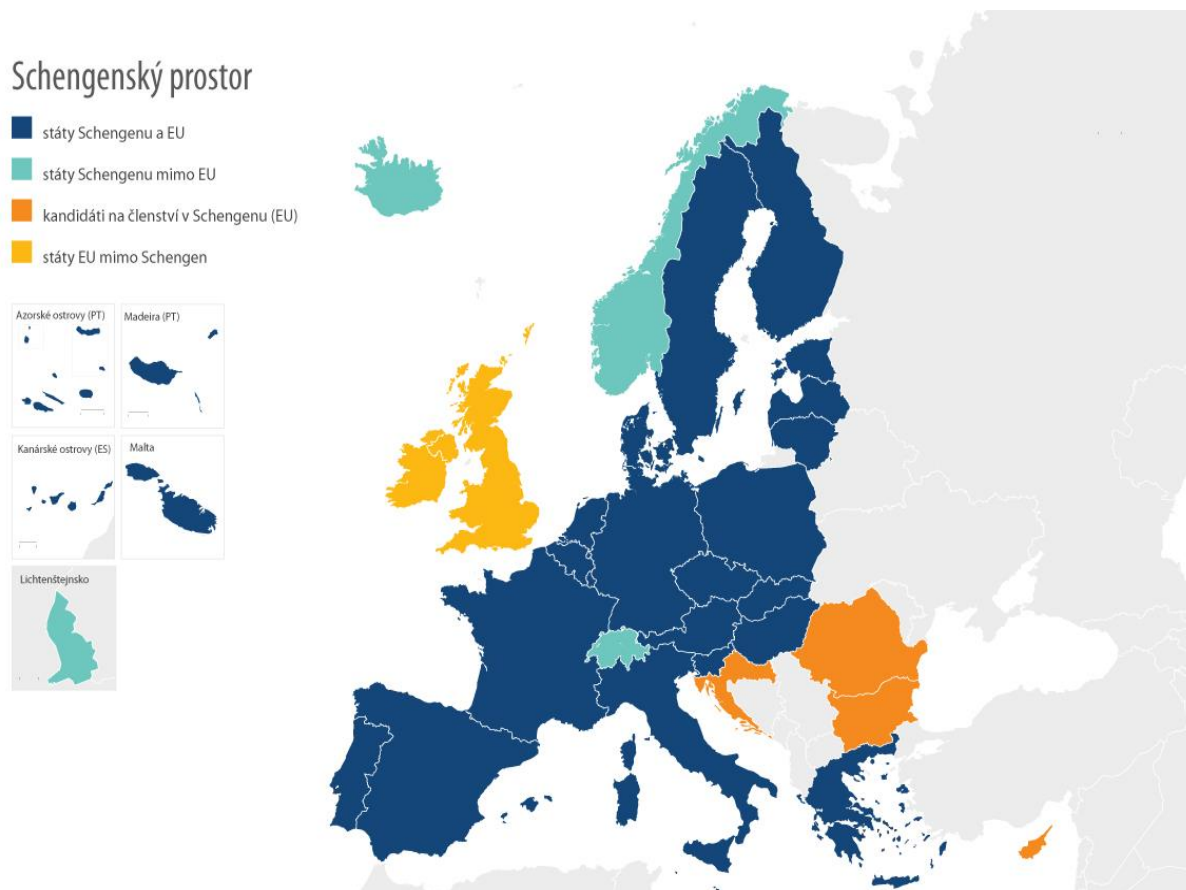 Schengenský prostor
státy Schengenu a EU
státy Schengenu mimo EU
kandidáti na členství v Schengenu (EU)
státy EU mimo Schengen
Azorské ostrovy (PT)
Madeira (PT)
Kanárské ostrovy (ES)
Malta
Lichtenštejnsko